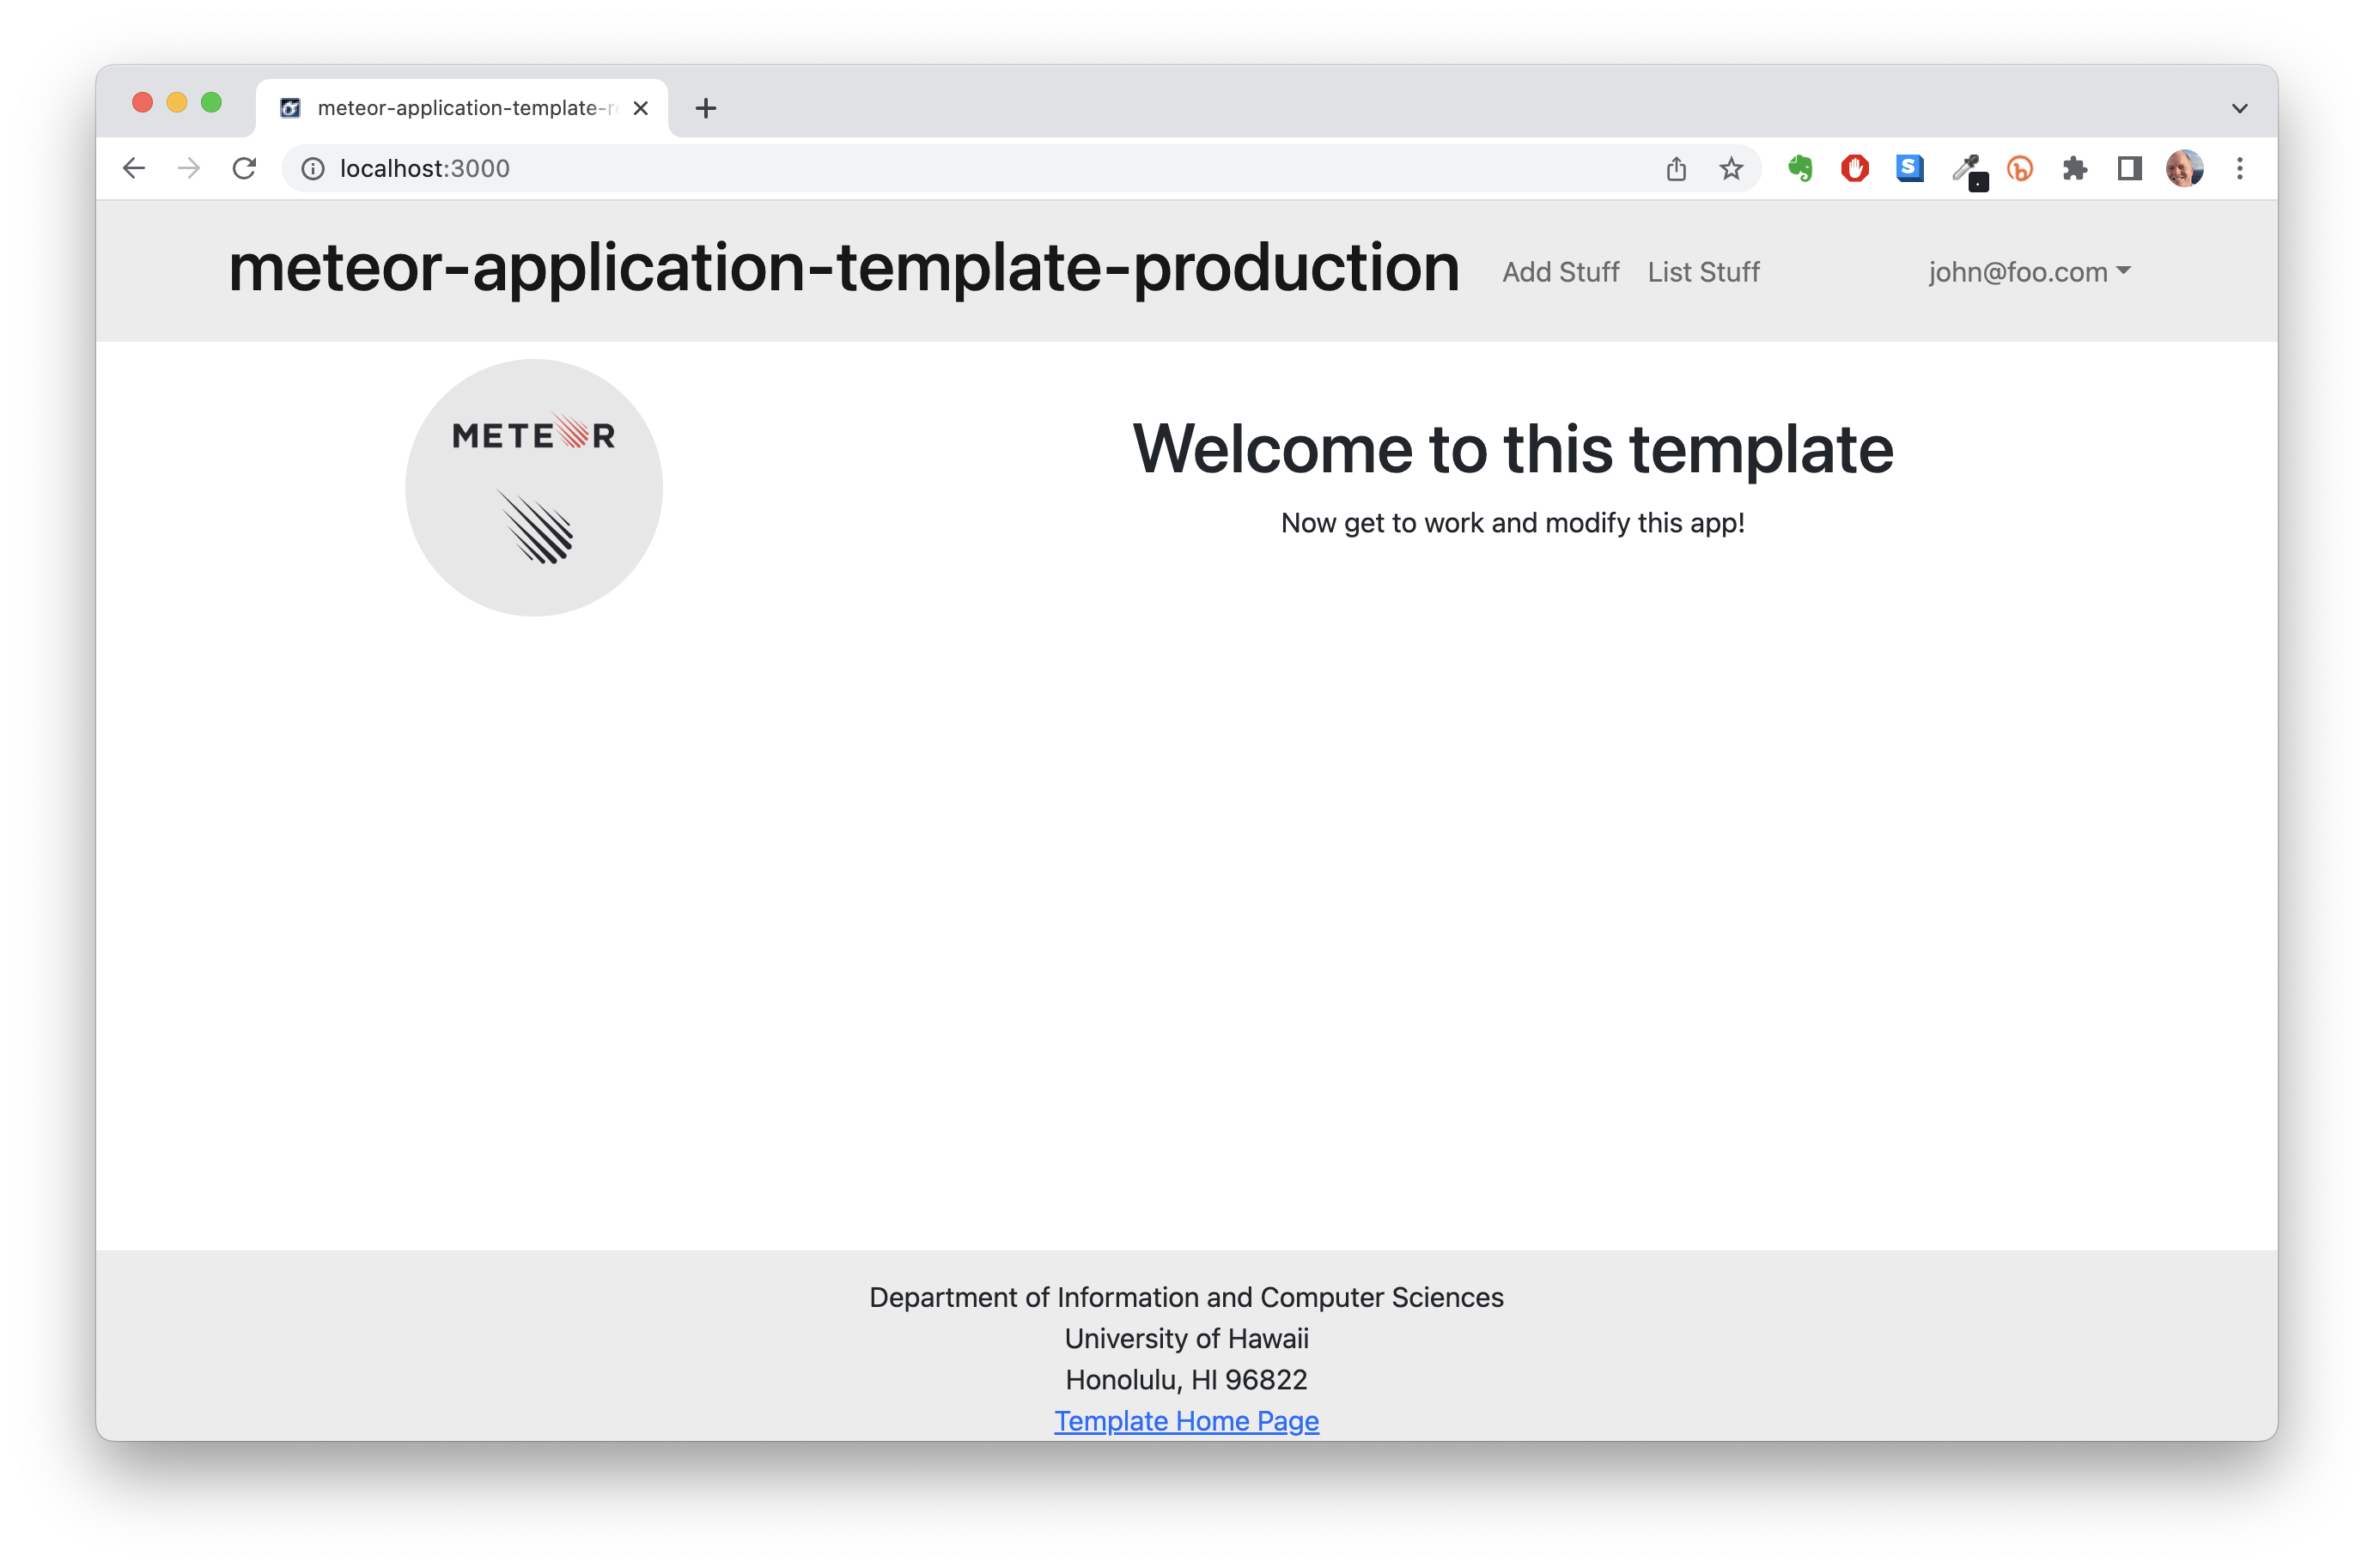 meteor-application-template-r
localhost:3000
meteor-application-template-production Add Stuff List Stuff john@foo.com
METEOR
Welcome to this template
Now get to work and modify this app!
Department of Information and Computer Sciences
University of Hawaii
Honolulu, HI 96822
Template Home Page